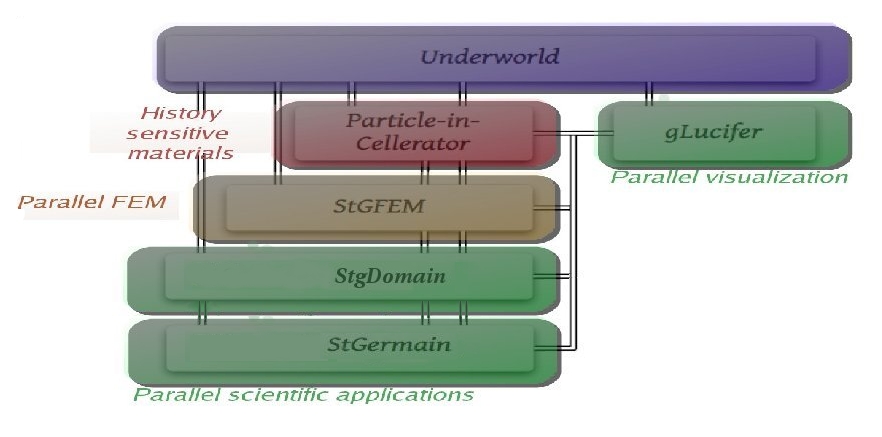 Underworld
History
sensitive
materials
Particle-in-
Cellerator
gLucifer
Parallel visualization
Parallel FEM
StGFEM
StgDomain
StGermain
Parallel scientific applications